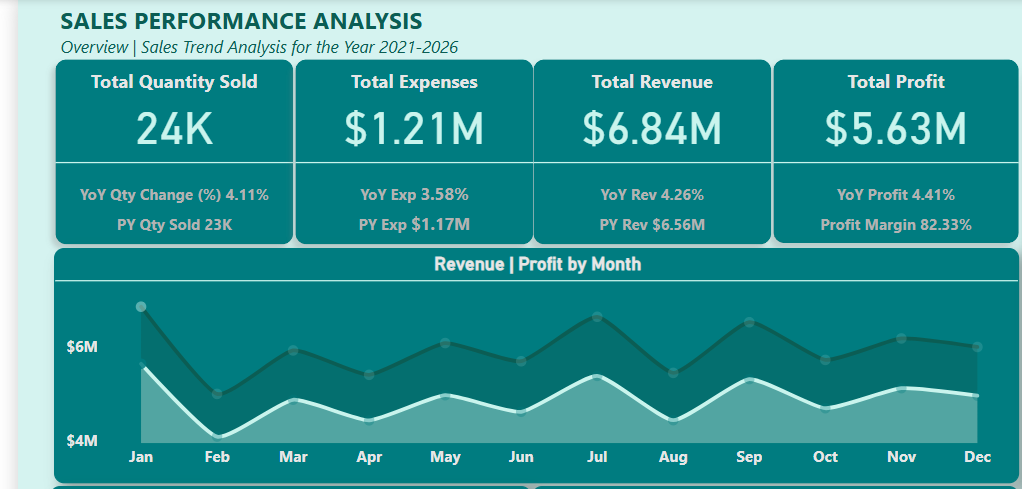 SALES PERFORMANCE ANALYSIS
Overview | Sales Trend Analysis for the Year 2021-2026
Total Quantity Sold
24K
YoY Qty Change (%) 4.11%
PY Qty Sold 23K
Total Expenses
$1.21M
YoY Exp 3.58%
PY Exp $1.17M
Total Revenue
$6.84M
YoY Rev 4.26%
PY Rev $6.56M
Total Profit
$5.63M
YoY Profit 4.41%
Profit Margin 82.33%
Revenue | Profit by Month
$6M
$4M
Jan Feb Mar Apr May Jun Jul Aug Sep Oct Nov Dec